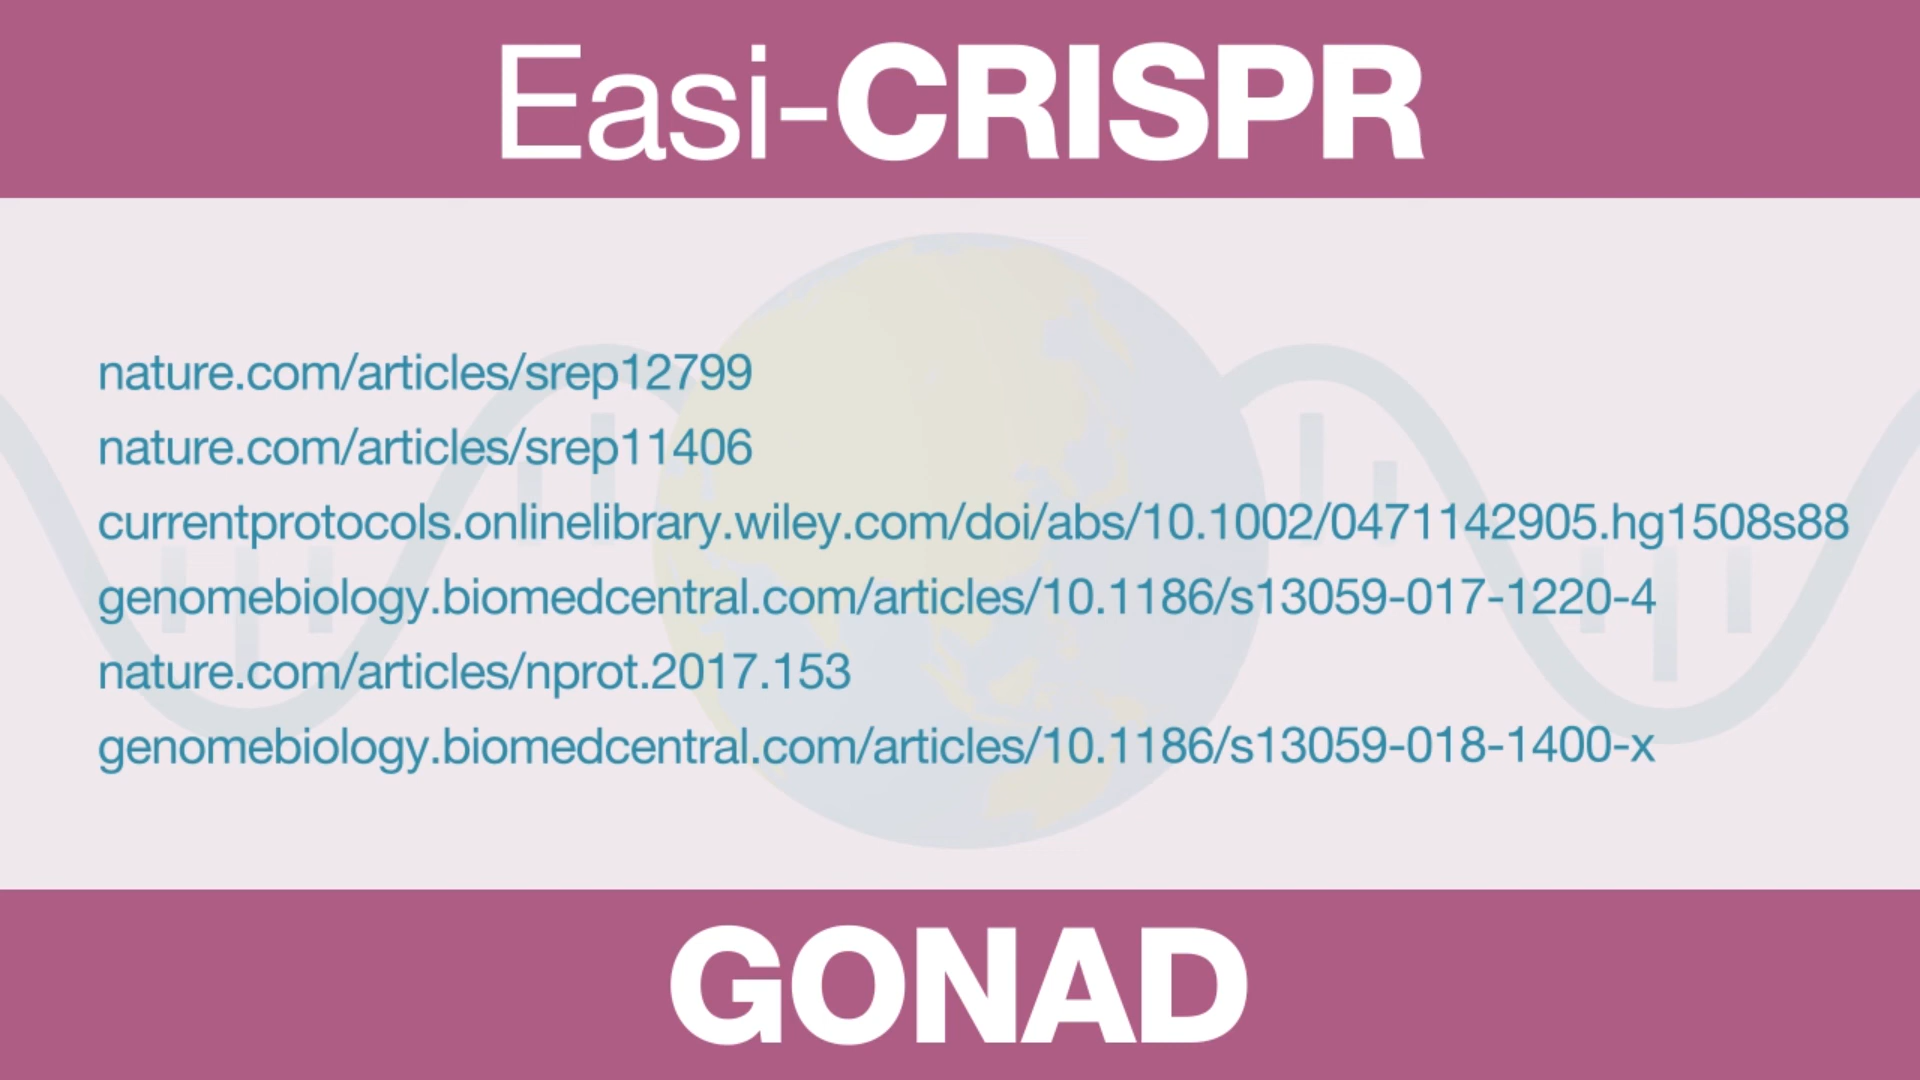 Easi-CRISPR
nature.com/articles/srep12799
nature.com/articles/srep11406
currentprotocols.onlinelibrary.wiley.com/doi/abs/10.1002/0471142905.hg1508s88
genomebiology.biomedcentral.com/articles/10.1186/s13059-017-1220-4
nature.com/articles/nprot.2017.153
genomebiology.biomedcentral.com/articles/10.1186/s13059-018-1400-x
GONAD